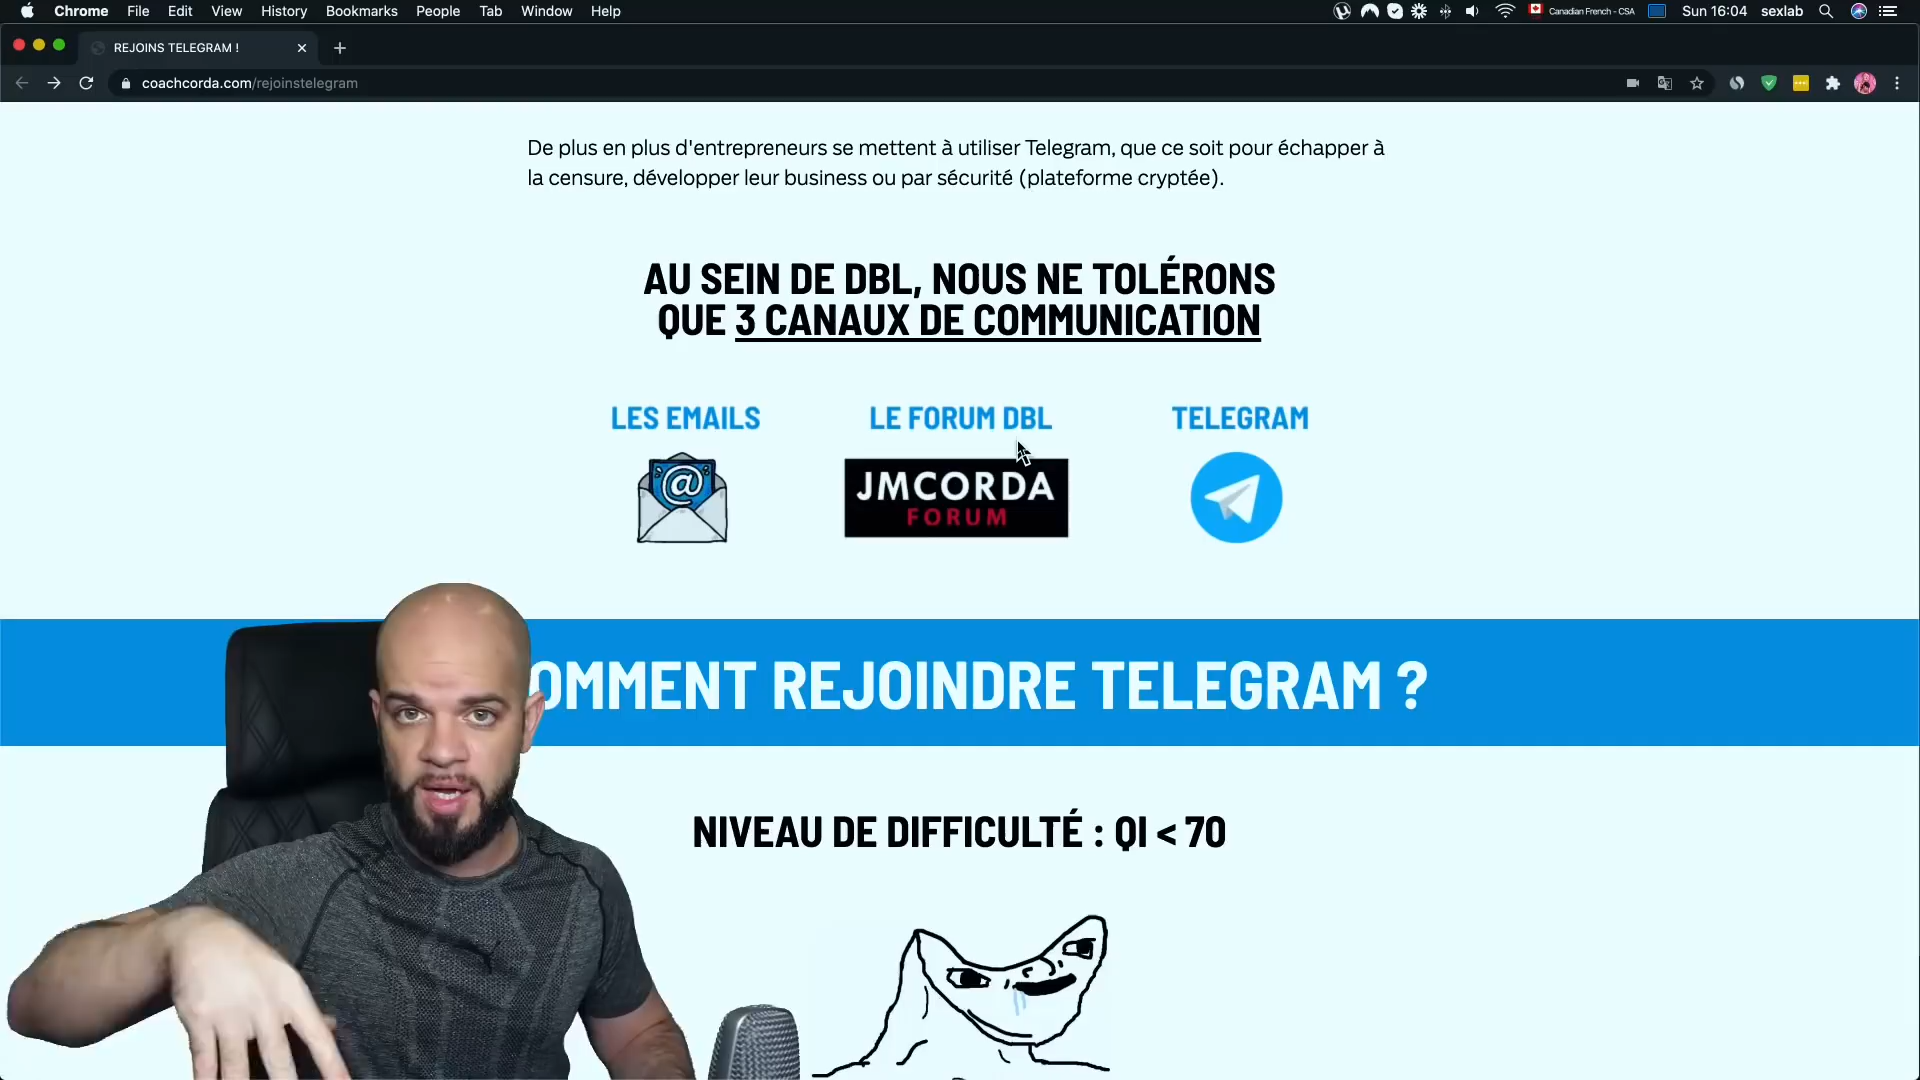 Chrome File Edit View History Bookmarks People Tab Window Help Canadian French - CSA Sun 16:04 sexlab
REJOINS TELEGRAM !
coachcorda.com/rejoinstelegram
De plus en plus d'entrepreneurs se mettent à utiliser Telegram, que ce soit pour échapper à
la censure, développer leur business ou par sécurité (plateforme cryptée).
AU SEIN DE DBL, NOUS NE TOLÉRONS
QUE 3 CANAUX DE COMMUNICATION
LES EMAILS LE FORUM DBL TELEGRAM
@
JMCORDA
FORUM
OMMENT REJOINDRE TELEGRAM ?
NIVEAU DE DIFFICULTÉ : QI < 70